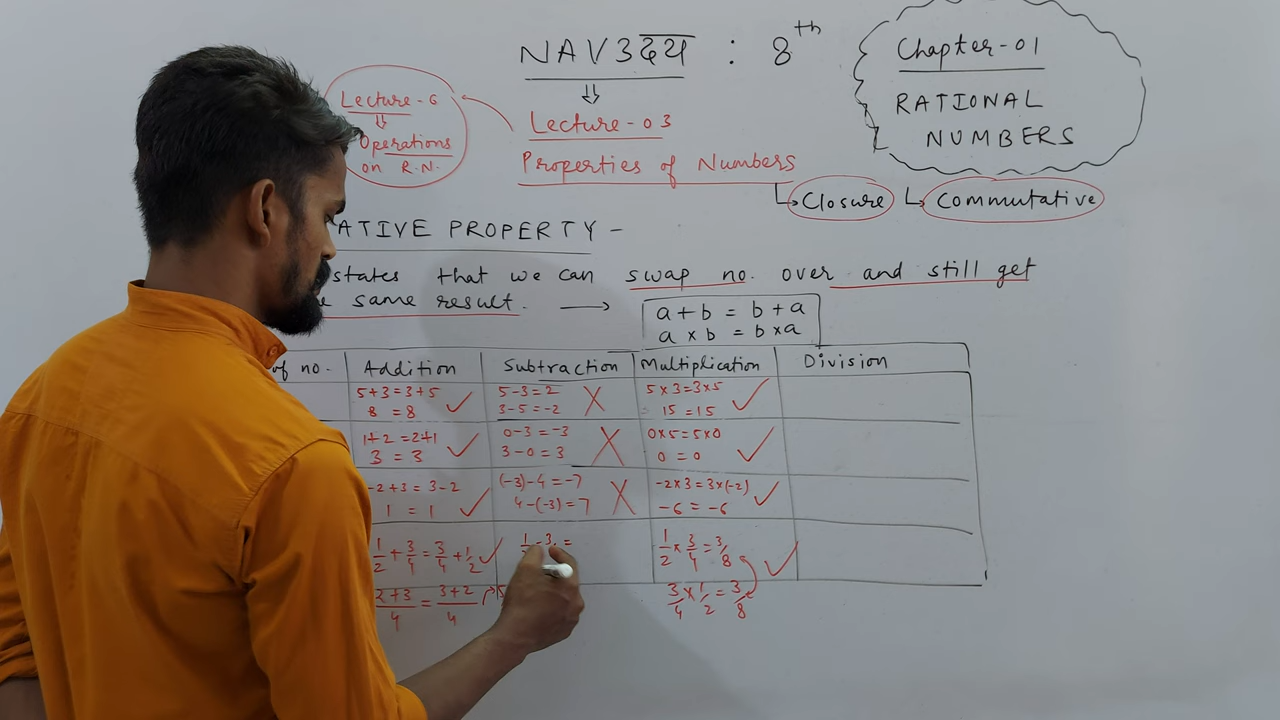 NAV उदय : 8th
Chapter-01
RATIONAL
NUMBERS
Lecture-6
Operations
on R.N.
Lecture-03
Properties of Numbers
Closure
Commutative
ATIVE PROPERTY -
states that we can swap no. over and still get
same result. → a+b = b+a
a×b = b×a
of no. Addition Subtraction Multiplication Division
5+3=3+5 5-3=2 ✗ 5×3=3×5 ✓
8=8 ✓ 3-5=-2 15=15
1+2=2+1 0-3=-3 ✗ 0×5=5×0 ✓
3=3 ✓ 3-0=3 0=0
-2+3=3-2 (-3)-4=-7 ✗ -2×3=3×(-2) ✓
1=1 ✓ 4-(-3)=7 -6=-6
1/2+3/4=3/4+1/2 ✓ 1/ -3/ = 1/2×3/4=3/8 ✓
2+3/4=3+2/4 3/4×1/2=3/8